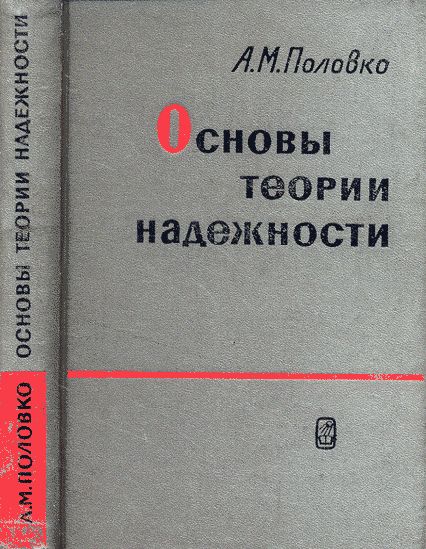 А.М.ПОЛОВКО ОСНОВЫ ТЕОРИИ НАДЕЖНОСТИ
А.М.Половко
Основы
теории
надежности